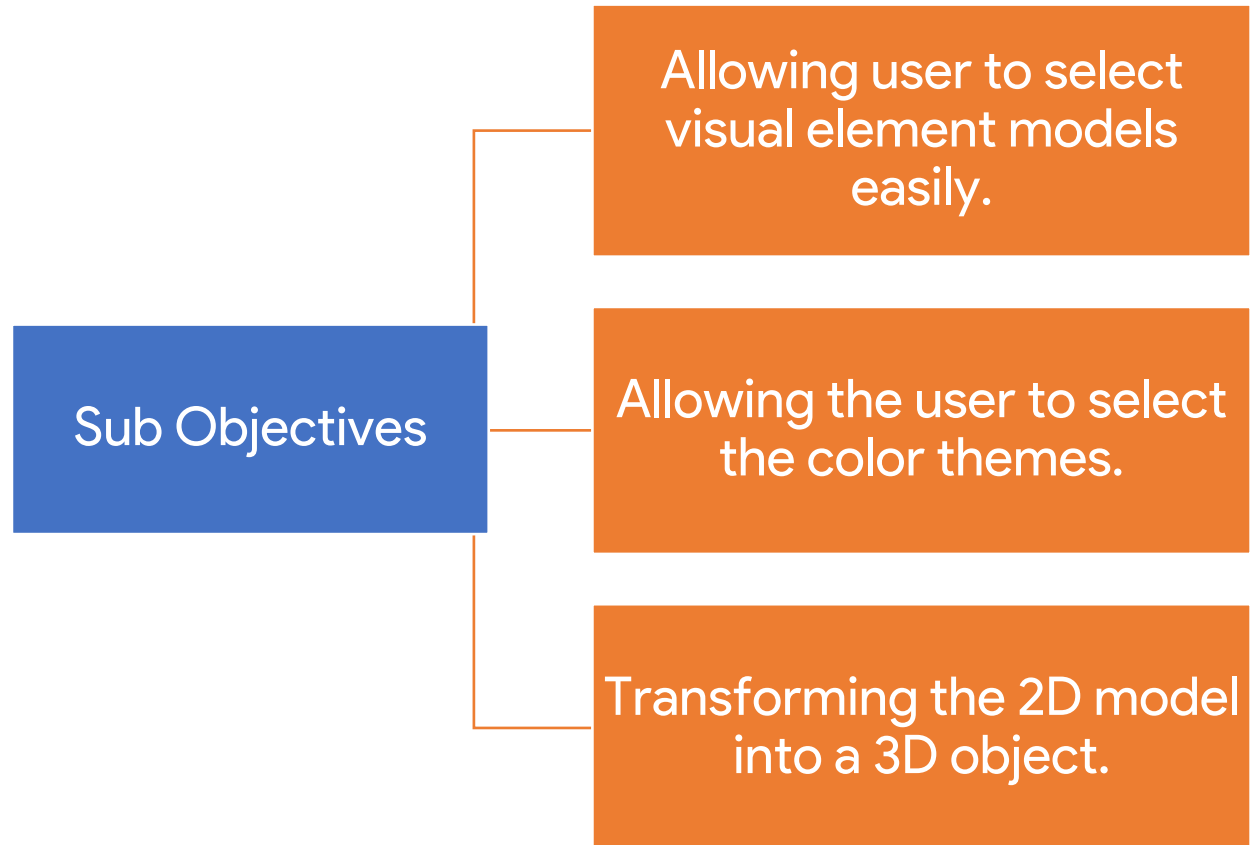 Allowing user to select
visual element models
easily.
Sub Objectives
Allowing the user to select
the color themes.
Transforming the 2D model
into a 3D object.